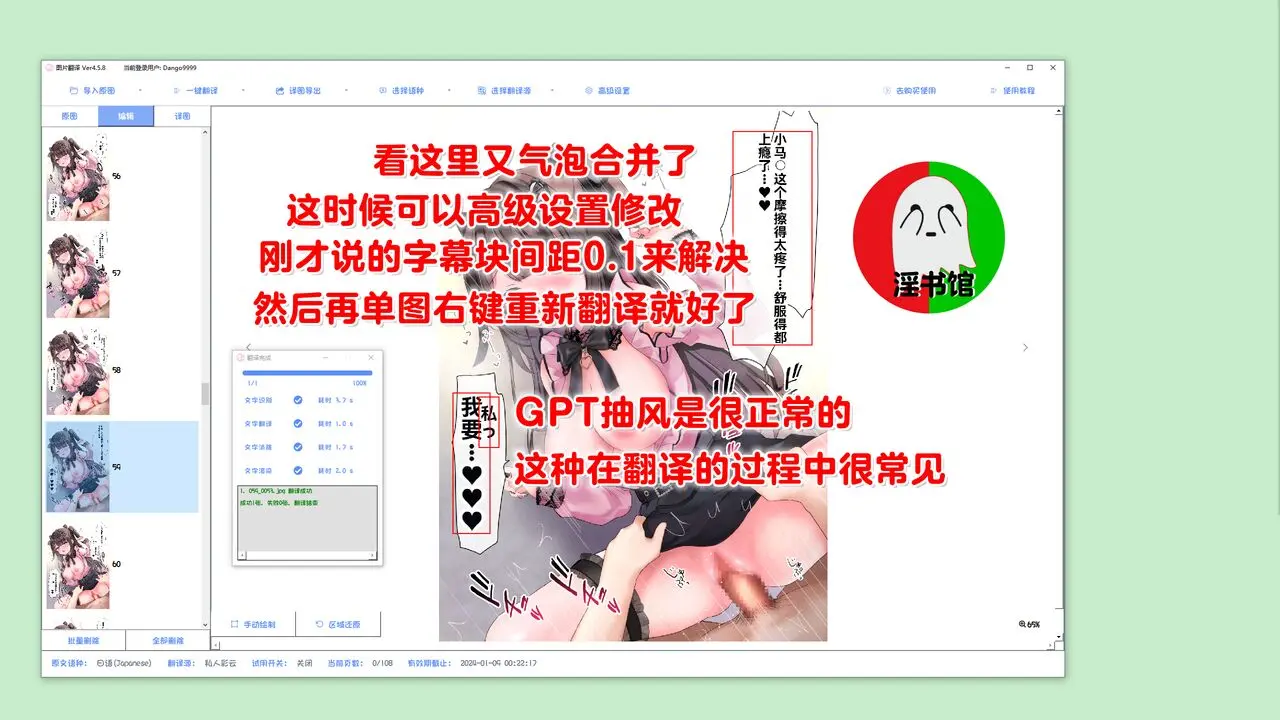 图片翻译 Ver4.5.8 当前登录用户: Dango9999
导入原图
一键翻译
译图导出
选择语种
选择翻译源
高级设置
去购买使用
使用教程
原图
编辑
译图
56
57
58
59
60
看这里又气泡合并了
这时候可以高级设置修改
刚才说的字幕块间距0.1来解决
然后再单图右键重新翻译就好了
小马○这个摩擦得太疼了…舒服得都
上瘾了…♥♥
淫书馆
翻译完成
1/1 100%
文字识别 耗时 3.7 s
文字翻译 耗时 1.0 s
文字消除 耗时 1.7 s
文字渲染 耗时 2.0 s
成功1张, 失败0张, 翻译结束
私っ
我要…♥♥♥
GPT抽风是很正常的
这种在翻译的过程中很常见
手动绘制
区域还原
65%
批量删除
全部删除
原文语种: 日语(Japanese) 翻译源: 私人彩云 试用开关: 关闭 当前页数: 0/108 有效期截止: 2024-01-09 00:22:17